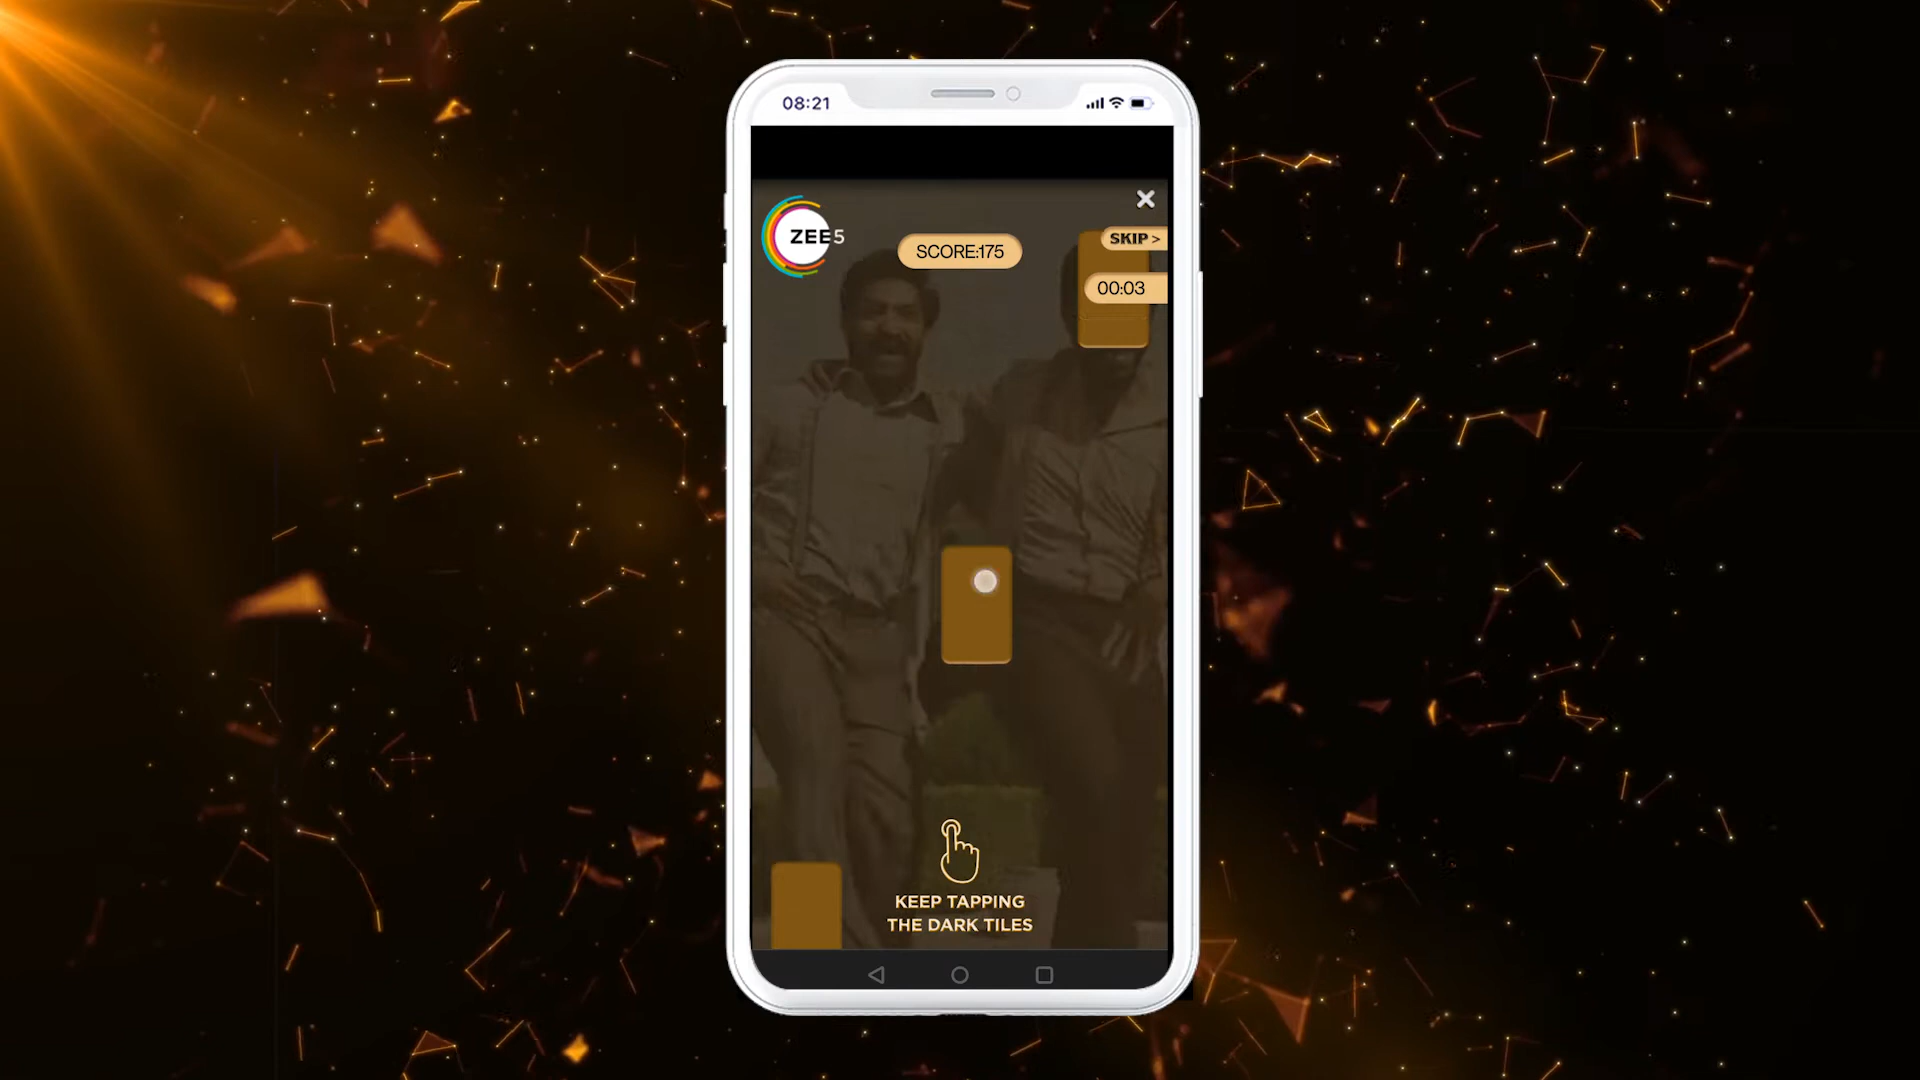 08:21
ZEE5
SCORE:175
SKIP >
00:03
KEEP TAPPING
THE DARK TILES